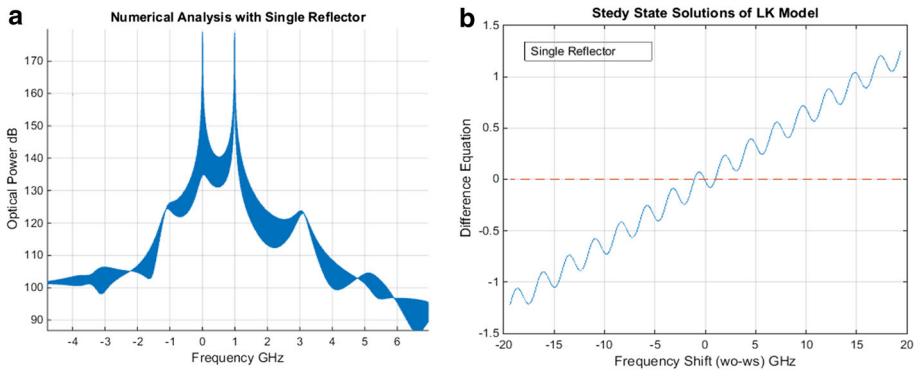 a
Numerical Analysis with Single Reflector
Optical Power dB
170
160
150
140
130
120
110
100
90
-4 -3 -2 -1 0 1 2 3 4 5 6
Frequency GHz
b
Stedy State Solutions of LK Model
Single Reflector
Difference Equation
1.5
1
0.5
0
-0.5
-1
-1.5
-20 -15 -10 -5 0 5 10 15 20
Frequency Shift (wo-ws) GHz